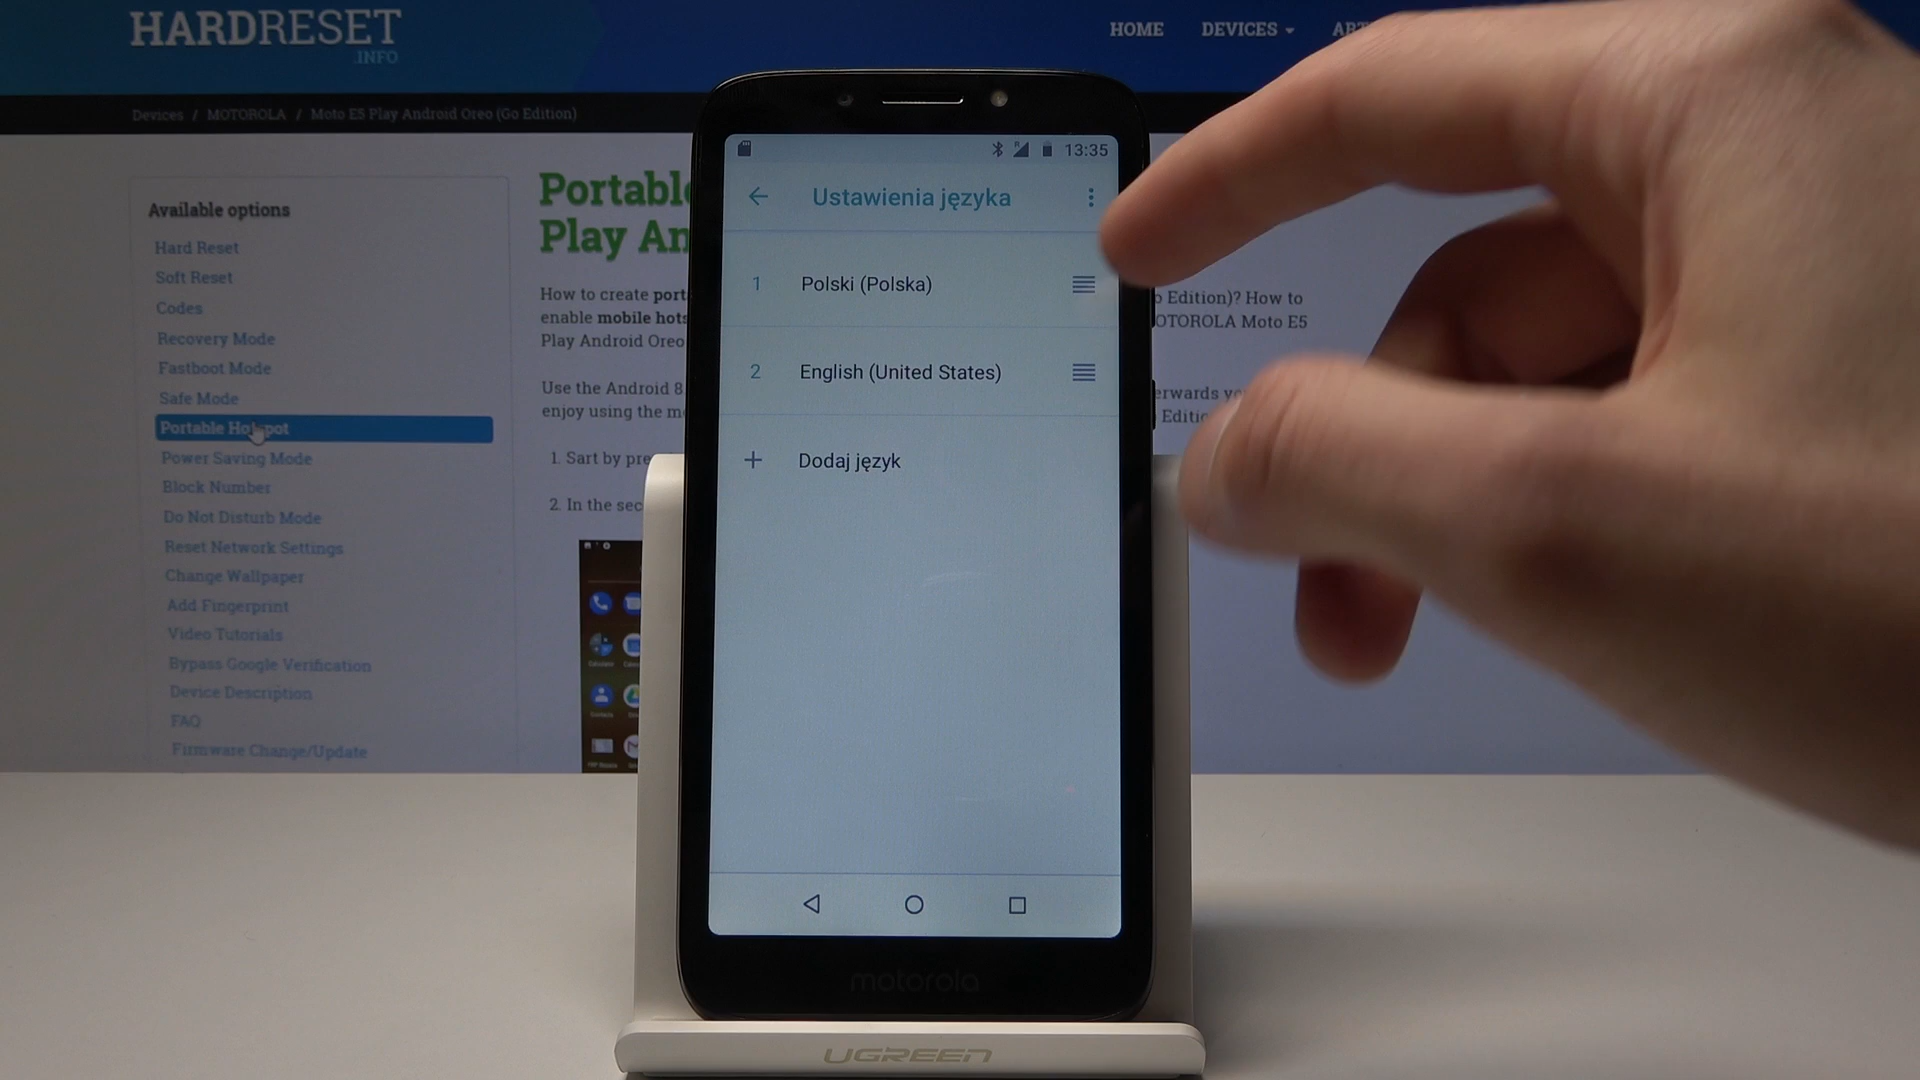 HARDRESET
.INFO
HOME
DEVICES
Devices / MOTOROLA / Moto E5 Play Android Oreo (Go Edition)
Available options
Hard Reset
Soft Reset
Codes
Recovery Mode
Fastboot Mode
Safe Mode
Portable Hotspot
Power Saving Mode
Block Number
Do Not Disturb Mode
Reset Network Settings
Change Wallpaper
Add Fingerprint
Video Tutorials
Bypass Google Verification
Device Description
FAQ
Firmware Change/Update
Portable
Play An
How to create port
enable mobile hots
Play Android Oreo
Use the Android 8
enjoy using the m
1. Sart by pre
2. In the sec
Edition)? How to
OTOROLA Moto E5
13:35
Ustawienia języka
1 Polski (Polska)
2 English (United States)
+ Dodaj język
motorola
UGREEN